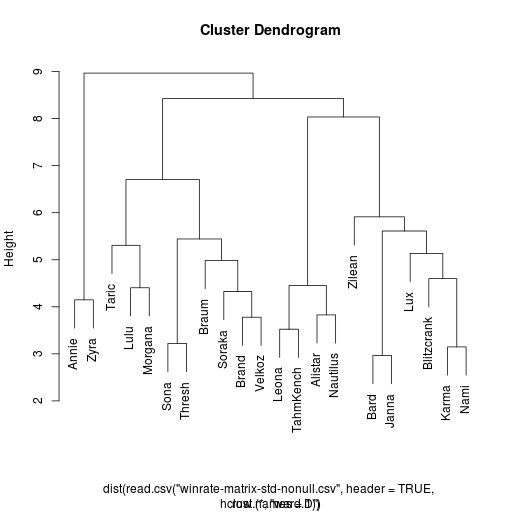 Cluster Dendrogram
Height
9
8
7
6
5
4
3
2
Annie
Zyra
Taric
Lulu
Morgana
Sona
Thresh
Braum
Soraka
Brand
Velkoz
Leona
TahmKench
Alistar
Nautilus
Zilean
Bard
Janna
Lux
Blitzcrank
Karma
Nami
dist(read.csv("winrate-matrix-std-nonull.csv", header = TRUE,